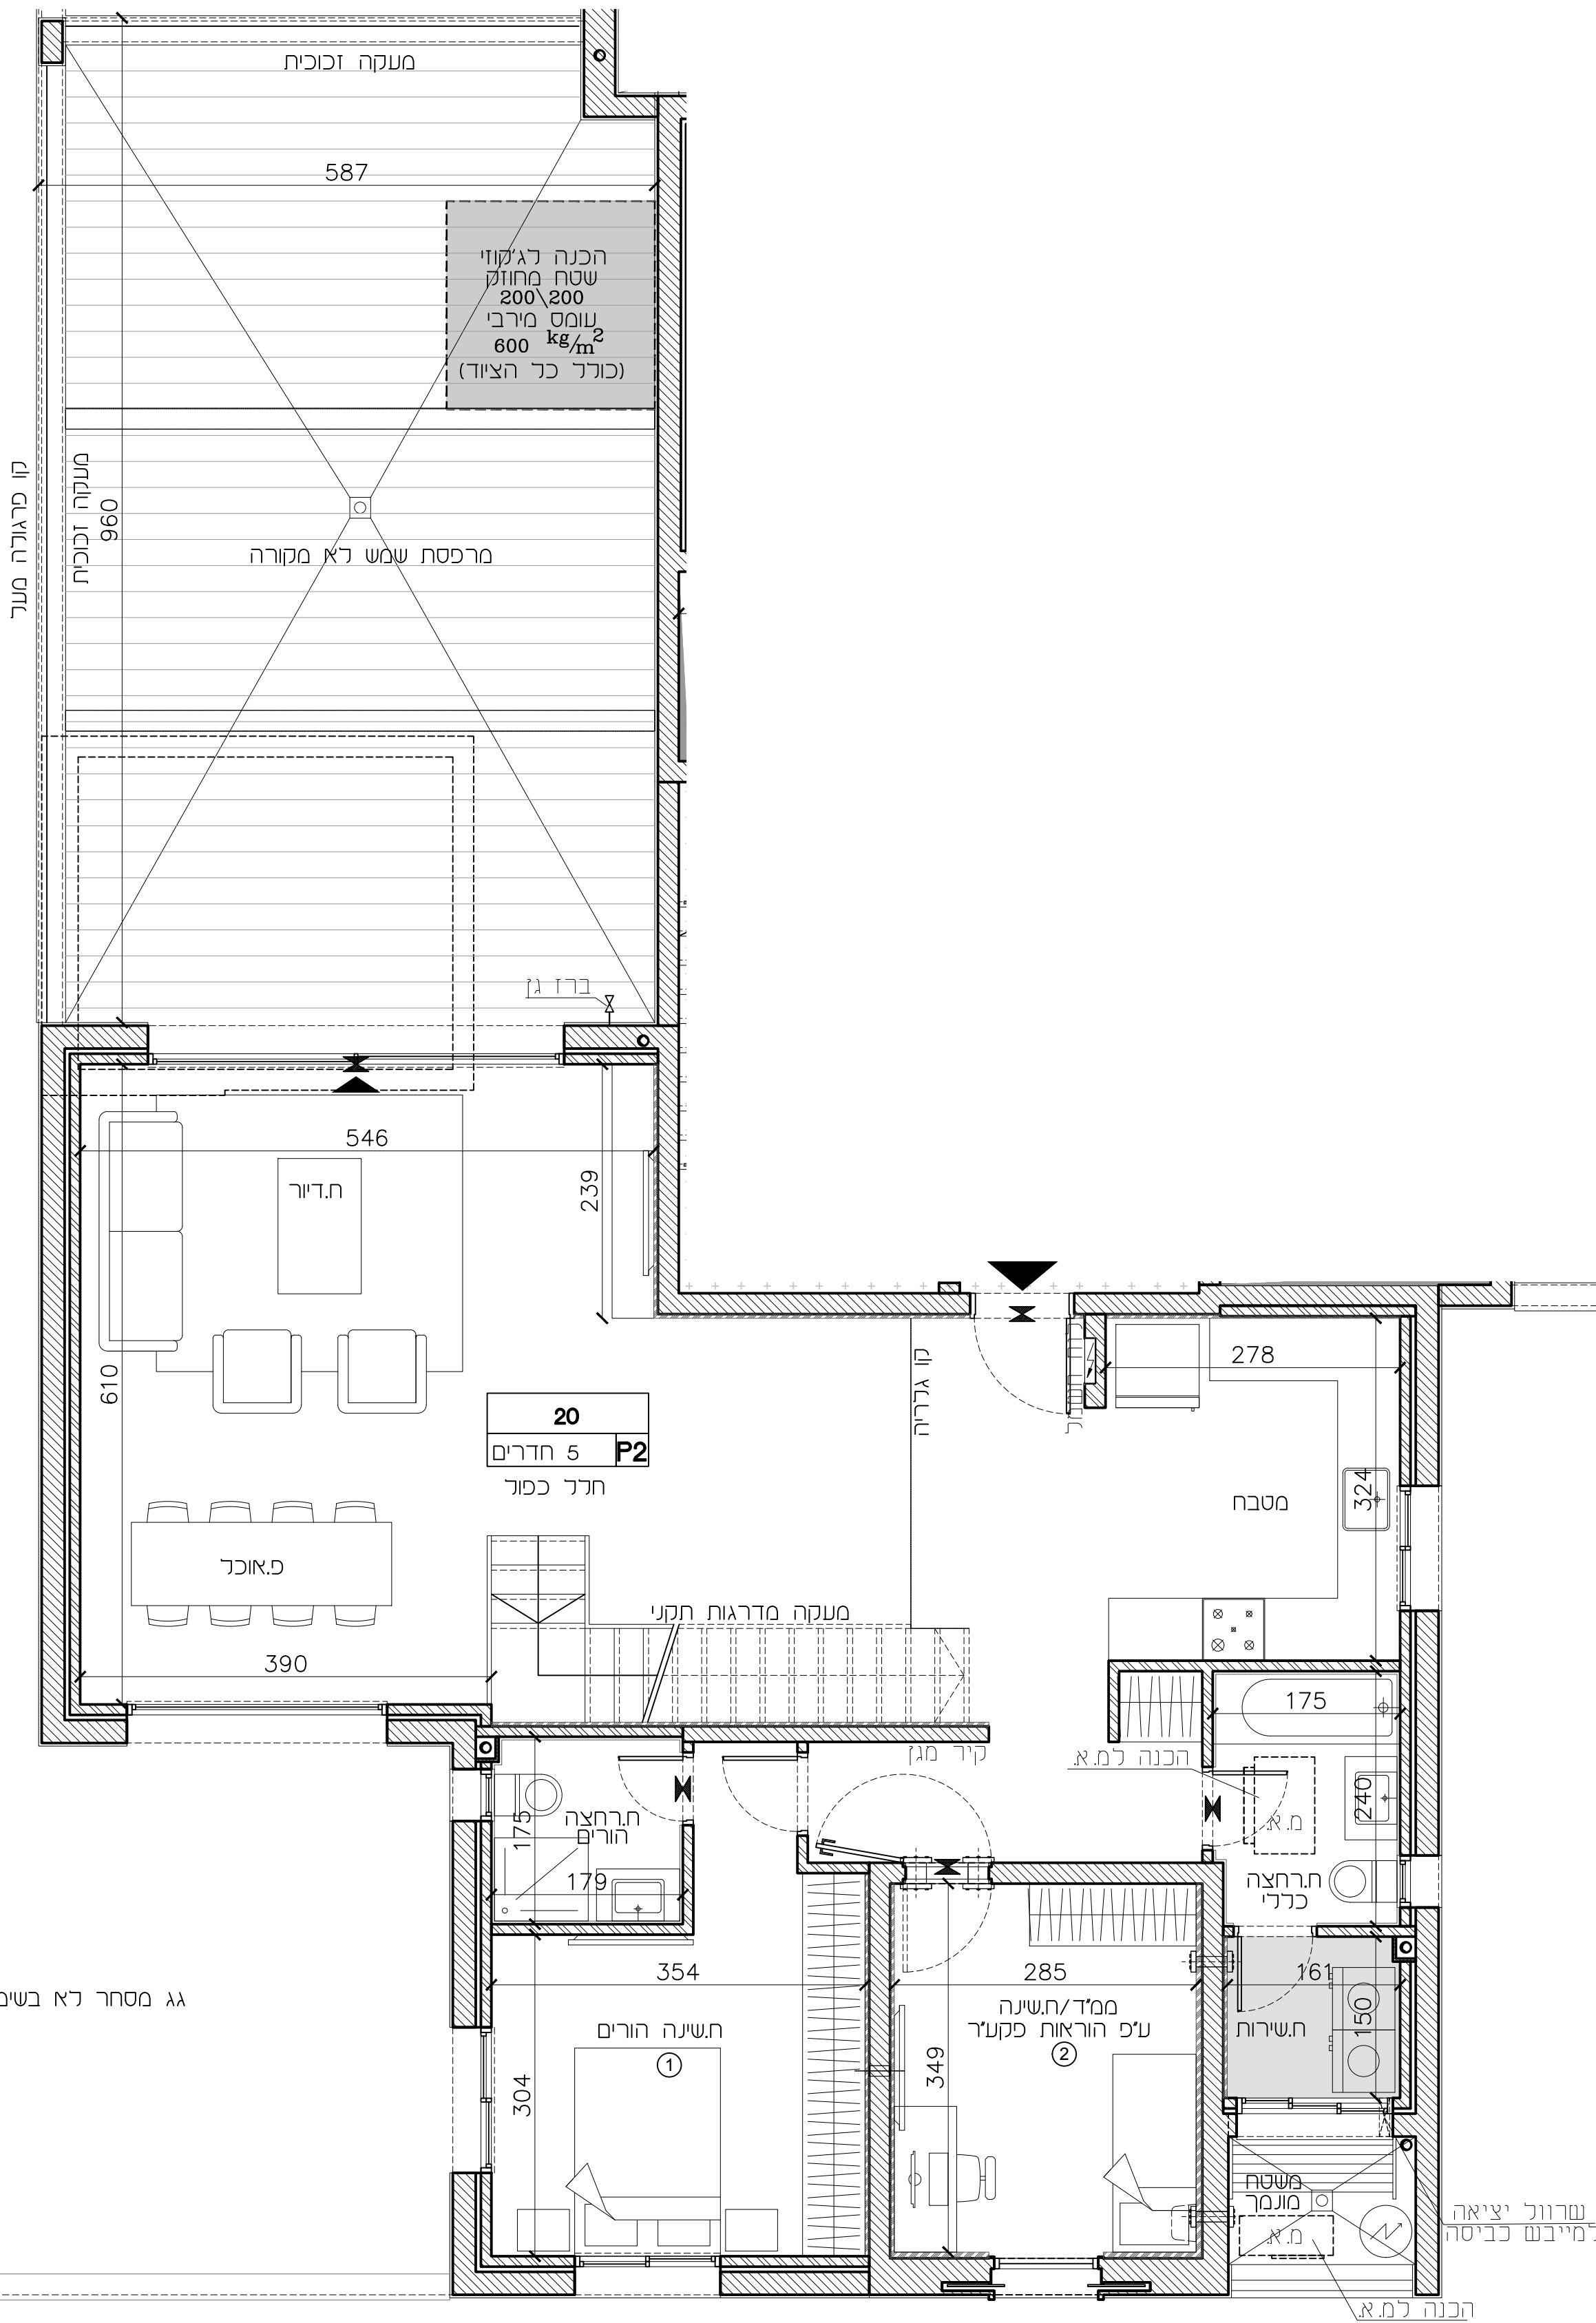 מעקה זכוכית
587
הכנה לג'קוזי
שטח מחוזק
200\200
עומס מירבי
600 kg/m²
(כולל כל הציוד)
קו פרגולה מעל
מעקה זכוכית
960
מרפסת שמש לא מקורה
ברז גן
546
239
ח.דיור
610
קו גלריה
278
20
5 חדרים P2
חלל כפול
324
מטבח
פ.אוכל
מעקה מדרגות תקני
390
175
קיר מגן
הכנה למ.א.
מ.א.
240
175
ח.רחצה
הורים
179
ח.רחצה
כללי
354
285
161
גג מסחר לא בשימ
ממ"ד/ח.שינה
ע"פ הוראות פקע"ר
2
ח.שינה הורים
1
ח.שירות
150
304
349
משטח
מונמך
מ.א.
שרוול יציאה
למייבש כביסה
הכנה למ.א.